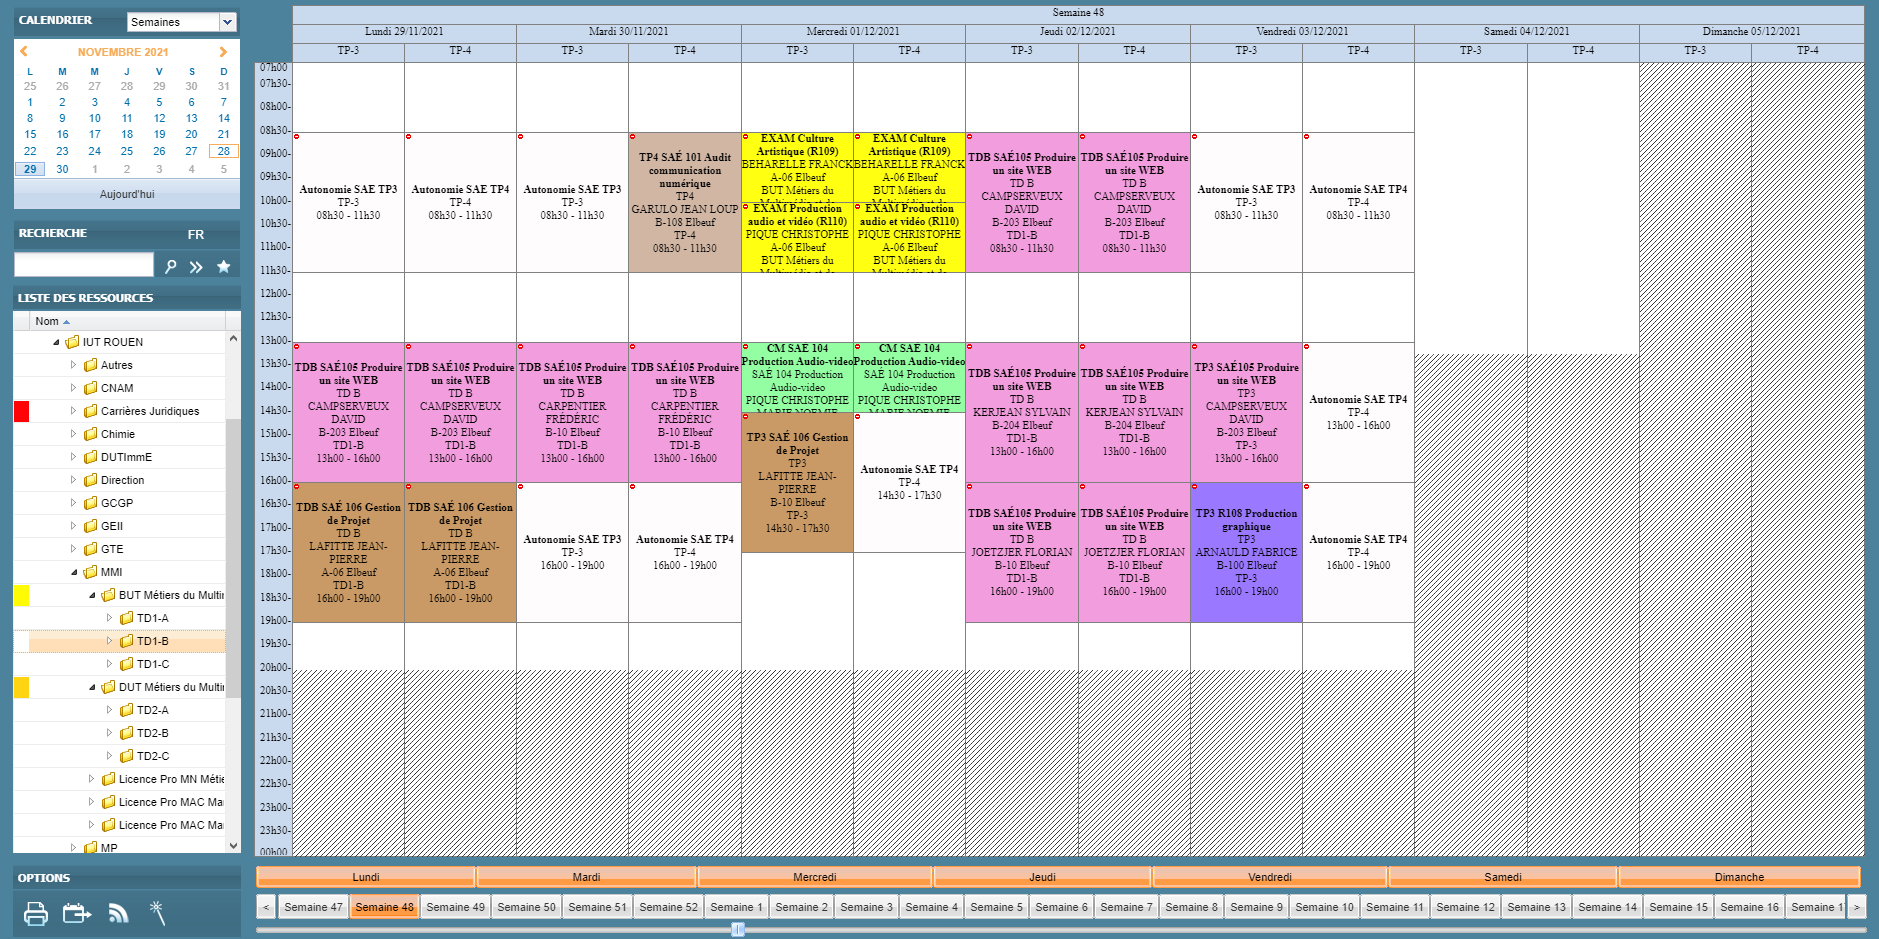 CALENDRIER
Semaines
NOVEMBRE 2021
L M M J V S D
25 26 27 28 29 30 31
1 2 3 4 5 6 7
8 9 10 11 12 13 14
15 16 17 18 19 20 21
22 23 24 25 26 27 28
29 30 1 2 3 4 5
Aujourd'hui
RECHERCHE FR
LISTE DES RESSOURCES
Nom
IUT ROUEN
Autres
CNAM
Carrières Juridiques
Chimie
DUTImmE
Direction
GCGP
GEII
GTE
MMI
BUT Métiers du Multi
TD1-A
TD1-B
TD1-C
DUT Métiers du Multi
TD2-A
TD2-B
TD2-C
Licence Pro MN Métie
Licence Pro MAC Ma
Licence Pro MAC Ma
MP
OPTIONS
Semaine 48
Lundi 29/11/2021 Mardi 30/11/2021 Mercredi 01/12/2021 Jeudi 02/12/2021 Vendredi 03/12/2021 Samedi 04/12/2021 Dimanche 05/12/2021
TP-3 TP-4 TP-3 TP-4 TP-3 TP-4 TP-3 TP-4 TP-3 TP-4 TP-3 TP-4 TP-3 TP-4
07h00
07h30-
08h00-
08h30-
09h00-
09h30-
10h00-
10h30-
11h00-
11h30-
12h00-
12h30-
13h00-
13h30-
14h00-
14h30-
15h00-
15h30-
16h00-
16h30-
17h00-
17h30-
18h00-
18h30-
19h00-
19h30-
20h00-
20h30-
21h00-
21h30-
22h00-
22h30-
23h00-
23h30-
00h00
Autonomie SAE TP3
TP-3
08h30 - 11h30
Autonomie SAE TP4
TP-4
08h30 - 11h30
Autonomie SAE TP3
TP-3
08h30 - 11h30
TP4 SAÉ 101 Audit
communication
numérique
TP4
GARULO JEAN LOUP
B-108 Elbeuf
TP-4
08h30 - 11h30
EXAM Culture
Artistique (R109)
BEHARELLE FRANCK
A-06 Elbeuf
BUT Métiers du
EXAM Culture
Artistique (R109)
BEHARELLE FRANCK
A-06 Elbeuf
BUT Métiers du
EXAM Production
audio et vidéo (R110)
PIQUE CHRISTOPHE
A-06 Elbeuf
BUT Métiers du
Multimédia et de
EXAM Production
audio et vidéo (R110)
PIQUE CHRISTOPHE
A-06 Elbeuf
BUT Métiers du
Multimédia et de
TDB SAÉ105 Produire
un site WEB
TD B
CAMPSERVEUX
DAVID
B-203 Elbeuf
TD1-B
08h30 - 11h30
TDB SAÉ105 Produire
un site WEB
TD B
CAMPSERVEUX
DAVID
B-203 Elbeuf
TD1-B
08h30 - 11h30
Autonomie SAE TP3
TP-3
08h30 - 11h30
Autonomie SAE TP4
TP-4
08h30 - 11h30
TDB SAÉ105 Produire
un site WEB
TD B
CAMPSERVEUX
DAVID
B-203 Elbeuf
TD1-B
13h00 - 16h00
TDB SAÉ105 Produire
un site WEB
TD B
CAMPSERVEUX
DAVID
B-203 Elbeuf
TD1-B
13h00 - 16h00
TDB SAÉ105 Produire
un site WEB
TD B
CARPENTIER
FRÉDÉRIC
B-10 Elbeuf
TD1-B
13h00 - 16h00
TDB SAÉ105 Produire
un site WEB
TD B
CARPENTIER
FRÉDÉRIC
B-10 Elbeuf
TD1-B
13h00 - 16h00
CM SAE 104
Production Audio-video
SAÉ 104 Production
Audio-video
PIQUE CHRISTOPHE
MARIE NOEMIE
CM SAE 104
Production Audio-video
SAÉ 104 Production
Audio-video
PIQUE CHRISTOPHE
MARIE NOEMIE
TDB SAÉ105 Produire
un site WEB
TD B
KERJEAN SYLVAIN
B-204 Elbeuf
TD1-B
13h00 - 16h00
TDB SAÉ105 Produire
un site WEB
TD B
KERJEAN SYLVAIN
B-204 Elbeuf
TD1-B
13h00 - 16h00
TP3 SAÉ105 Produire
un site WEB
TP3
CAMPSERVEUX
DAVID
B-203 Elbeuf
TP-3
13h00 - 16h00
Autonomie SAE TP4
TP-4
13h00 - 16h00
TP3 SAÉ 106 Gestion
de Projet
TP3
LAFITTE JEAN-
PIERRE
B-10 Elbeuf
TP-3
14h30 - 17h30
Autonomie SAE TP4
TP-4
14h30 - 17h30
TDB SAÉ 106 Gestion
de Projet
TD B
LAFITTE JEAN-
PIERRE
A-06 Elbeuf
TD1-B
16h00 - 19h00
TDB SAÉ 106 Gestion
de Projet
TD B
LAFITTE JEAN-
PIERRE
A-06 Elbeuf
TD1-B
16h00 - 19h00
Autonomie SAE TP3
TP-3
16h00 - 19h00
Autonomie SAE TP4
TP-4
16h00 - 19h00
TDB SAÉ105 Produire
un site WEB
TD B
JOETZJER FLORIAN
B-10 Elbeuf
TD1-B
16h00 - 19h00
TDB SAÉ105 Produire
un site WEB
TD B
JOETZJER FLORIAN
B-10 Elbeuf
TD1-B
16h00 - 19h00
TP3 R108 Production
graphique
TP3
ARNAULD FABRICE
B-100 Elbeuf
TP-3
16h00 - 19h00
Autonomie SAE TP4
TP-4
16h00 - 19h00
Lundi Mardi Mercredi Jeudi Vendredi Samedi Dimanche
< Semaine 47 Semaine 48 Semaine 49 Semaine 50 Semaine 51 Semaine 52 Semaine 1 Semaine 2 Semaine 3 Semaine 4 Semaine 5 Semaine 6 Semaine 7 Semaine 8 Semaine 9 Semaine 10 Semaine 11 Semaine 12 Semaine 13 Semaine 14 Semaine 15 Semaine 16 Semaine 1 >